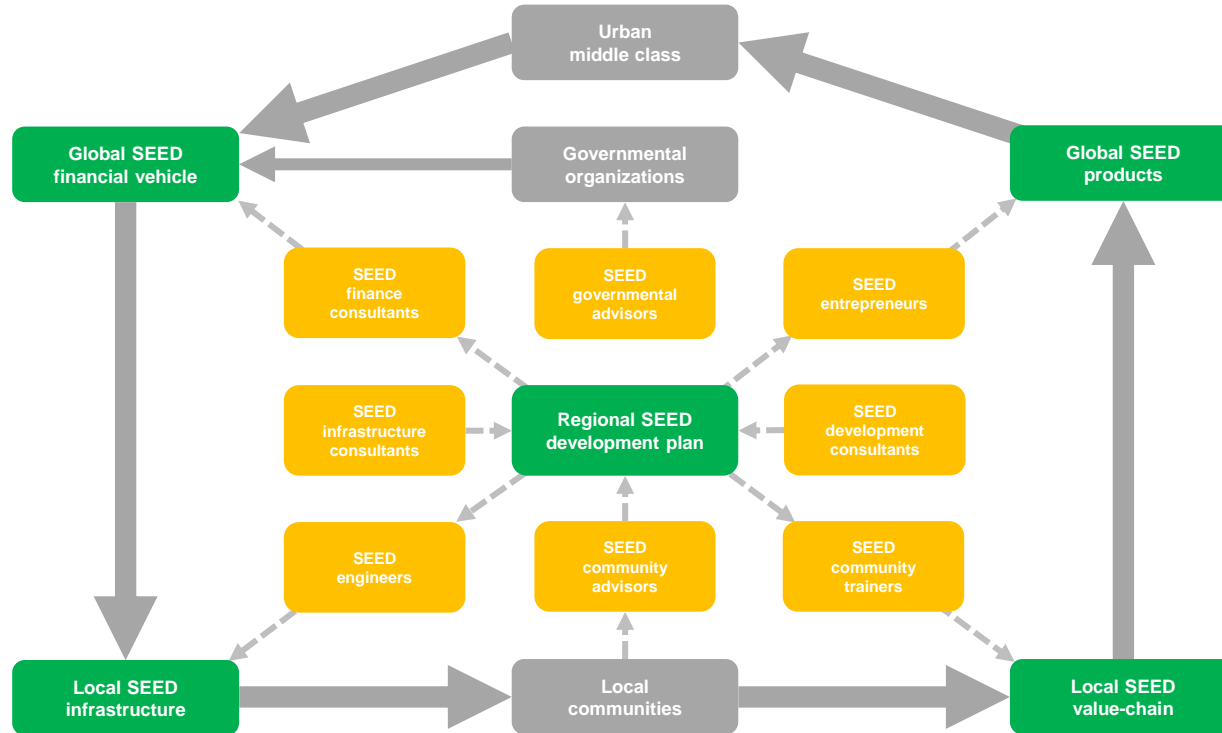 Urban
middle class
Global SEED
financial vehicle
Governmental
organizations
Global SEED
products
SEED
finance
consultants
SEED
governmental
advisors
SEED
entrepreneurs
SEED
infrastructure
consultants
Regional SEED
development plan
SEED
development
consultants
SEED
engineers
SEED
community
advisors
SEED
community
trainers
Local SEED
infrastructure
Local
communities
Local SEED
value-chain